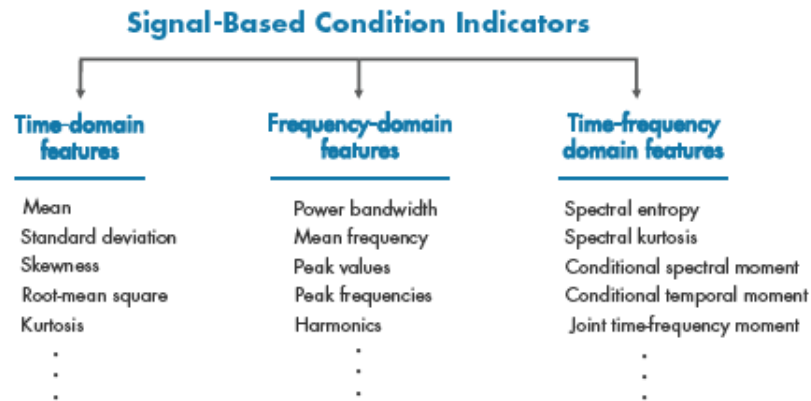 Signal-Based Condition Indicators
Time-domain
features
Mean
Standard deviation
Skewness
Root-mean square
Kurtosis
.
.
.
Frequency-domain
features
Power bandwidth
Mean frequency
Peak values
Peak frequencies
Harmonics
.
.
.
Time-frequency
domain features
Spectral entropy
Spectral kurtosis
Conditional spectral moment
Conditional temporal moment
Joint time-frequency moment
.
.
.